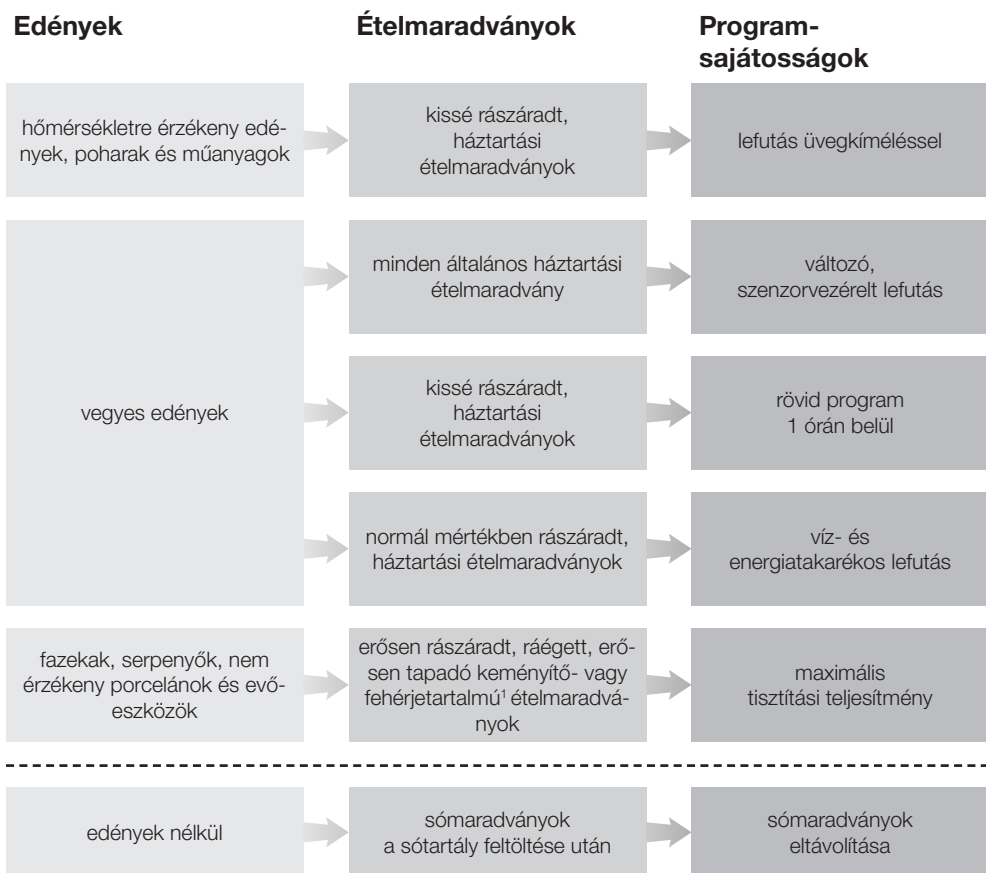 Edények
Ételmaradványok
Program-
sajátosságok
hőmérsékletre érzékeny edé-
nyek, poharak és műanyagok
kissé rászáradt,
háztartási
ételmaradványok
lefutás üvegkíméléssel
vegyes edények
minden általános háztartási
ételmaradvány
változó,
szenzorvezérelt lefutás
kissé rászáradt,
háztartási
ételmaradványok
rövid program
1 órán belül
normál mértékben rászáradt,
háztartási ételmaradványok
víz- és
energiatakarékos lefutás
fazekak, serpenyők, nem
érzékeny porcelánok és evő-
eszközök
erősen rászáradt, ráégett, erő-
sen tapadó keményítő- vagy
fehérjetartalmú¹ ételmaradvá-
nyok
maximális
tisztítási teljesítmény
edények nélkül
sómaradványok
a sótartály feltöltése után
sómaradványok
eltávolítása